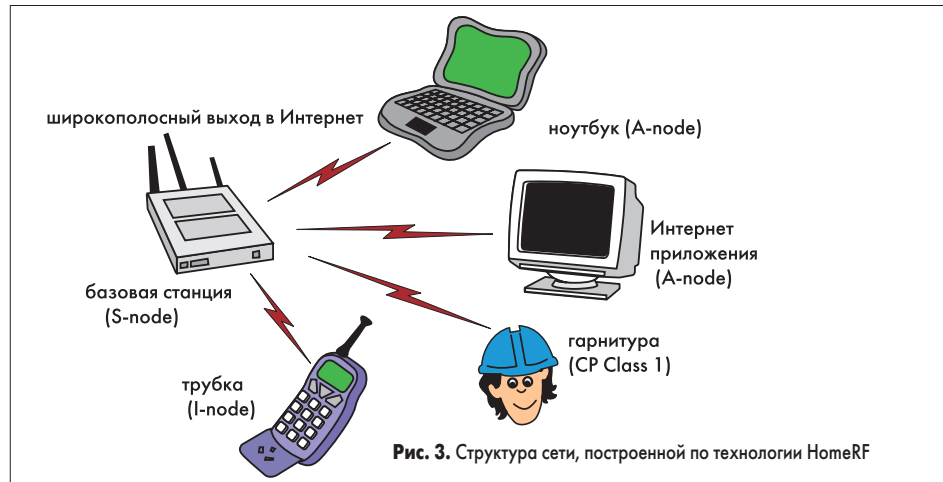 широкополосный выход в Интернет
ноутбук (A-node)
Интернет
приложения
(A-node)
базовая станция
(S-node)
гарнитура
(CP Class 1)
трубка
(I-node)
Рис. 3. Структура сети, построенной по технологии HomeRF